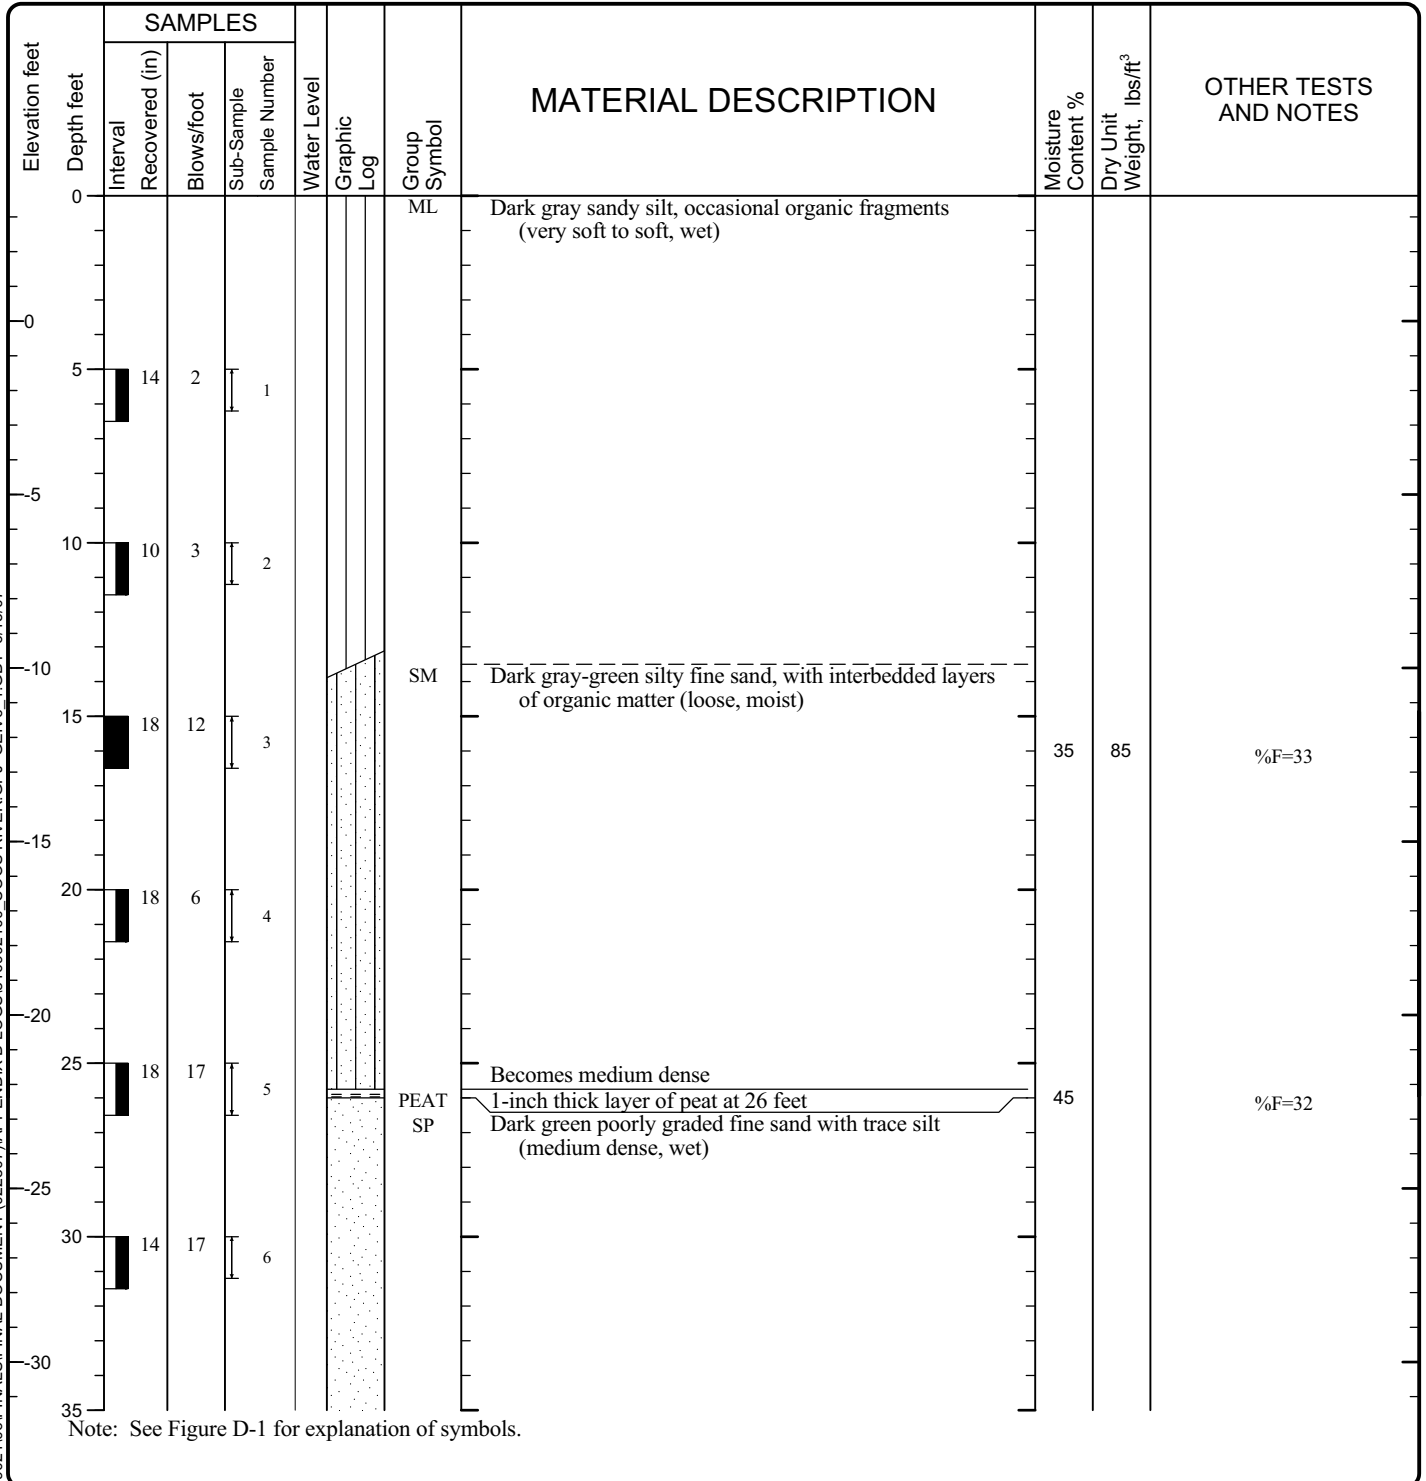 SAMPLES
Elevation feet
Depth feet
Interval
Recovered (in)
Blows/foot
Sub-Sample
Sample Number
Water Level
Graphic
Log
Group
Symbol
MATERIAL DESCRIPTION
Moisture
Content %
Dry Unit
Weight, lbs/ft³
OTHER TESTS
AND NOTES
0
ML
Dark gray sandy silt, occasional organic fragments
(very soft to soft, wet)
0
5
14
2
1
-5
10
10
3
2
-10
SM
Dark gray-green silty fine sand, with interbedded layers
of organic matter (loose, moist)
15
18
12
3
35
85
%F=33
-15
20
18
6
4
-20
25
18
17
5
Becomes medium dense
PEAT
1-inch thick layer of peat at 26 feet
45
%F=32
SP
Dark green poorly graded fine sand with trace silt
(medium dense, wet)
-25
30
14
17
6
-30
35
Note: See Figure D-1 for explanation of symbols.